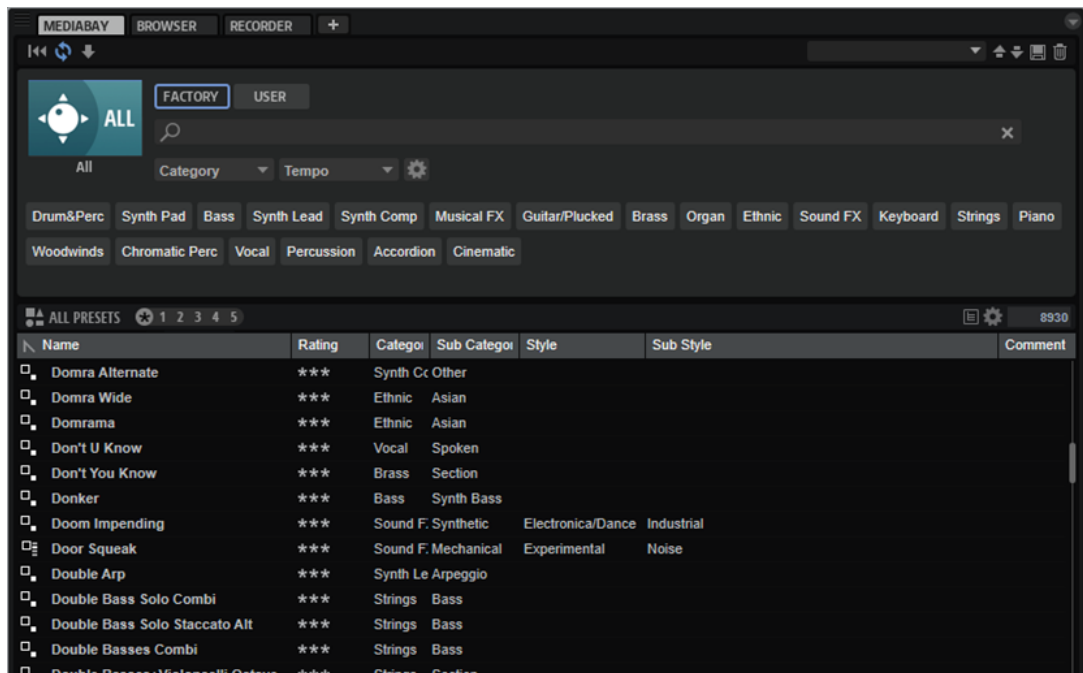 MEDIABAY BROWSER RECORDER +
FACTORY USER
ALL
All
Category Tempo
Drum&Perc Synth Pad Bass Synth Lead Synth Comp Musical FX Guitar/Plucked Brass Organ Ethnic Sound FX Keyboard Strings Piano
Woodwinds Chromatic Perc Vocal Percussion Accordion Cinematic
ALL PRESETS 1 2 3 4 5 8930
Name Rating Categor Sub Categor Style Sub Style Comment
Domra Alternate *** Synth Co Other
Domra Wide *** Ethnic Asian
Domrama *** Ethnic Asian
Don't U Know *** Vocal Spoken
Don't You Know *** Brass Section
Donker *** Bass Synth Bass
Doom Impending *** Sound F Synthetic Electronica/Dance Industrial
Door Squeak *** Sound F Mechanical Experimental Noise
Double Arp *** Synth Le Arpeggio
Double Bass Solo Combi *** Strings Bass
Double Bass Solo Staccato Alt *** Strings Bass
Double Basses Combi *** Strings Bass